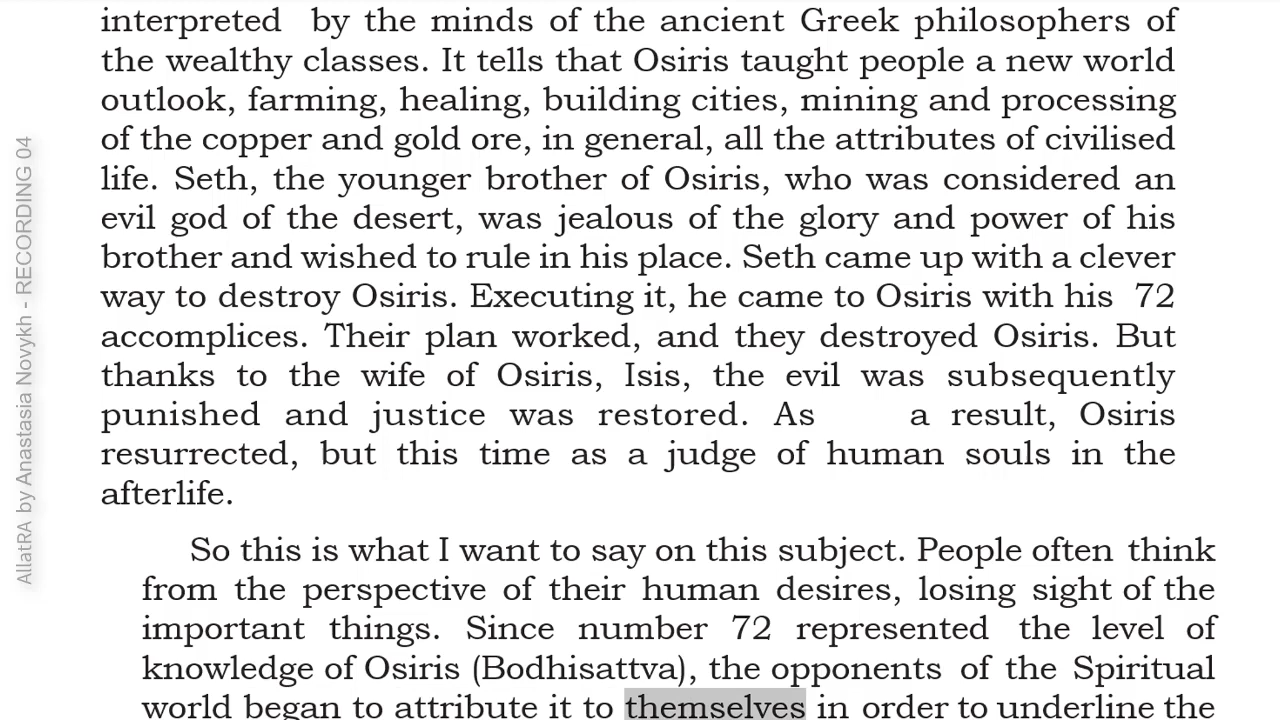 interpreted by the minds of the ancient Greek philosophers of
the wealthy classes. It tells that Osiris taught people a new world
outlook, farming, healing, building cities, mining and processing
of the copper and gold ore, in general, all the attributes of civilised
life. Seth, the younger brother of Osiris, who was considered an
evil god of the desert, was jealous of the glory and power of his
brother and wished to rule in his place. Seth came up with a clever
way to destroy Osiris. Executing it, he came to Osiris with his 72
accomplices. Their plan worked, and they destroyed Osiris. But
thanks to the wife of Osiris, Isis, the evil was subsequently
punished and justice was restored. As a result, Osiris
resurrected, but this time as a judge of human souls in the
afterlife.
So this is what I want to say on this subject. People often think
from the perspective of their human desires, losing sight of the
important things. Since number 72 represented the level of
knowledge of Osiris (Bodhisattva), the opponents of the Spiritual
world began to attribute it to themselves in order to underline the
AllatRA by Anastasia Novykh - RECORDING 04